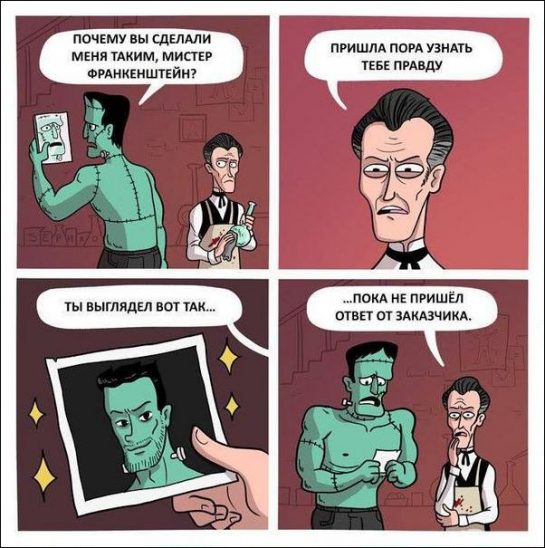 ПОЧЕМУ ВЫ СДЕЛАЛИ
МЕНЯ ТАКИМ, МИСТЕР
ФРАНКЕНШТЕЙН?
ПРИШЛА ПОРА УЗНАТЬ
ТЕБЕ ПРАВДУ
ТЫ ВЫГЛЯДЕЛ ВОТ ТАК...
...ПОКА НЕ ПРИШЁЛ
ОТВЕТ ОТ ЗАКАЗЧИКА.